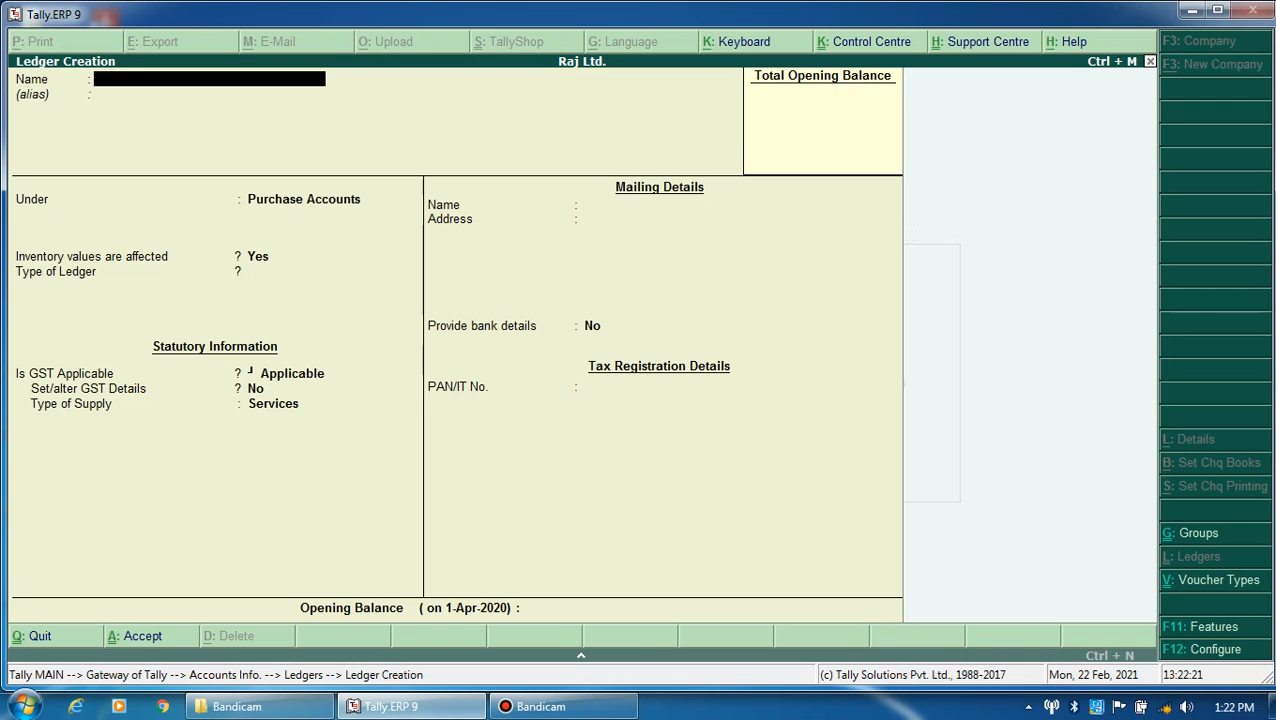 Tally.ERP 9
P: Print
E: Export
M: E-Mail
O: Upload
S: TallyShop
G: Language
K: Keyboard
K: Control Centre
H: Support Centre
H: Help
F3: Company
F3: New Company
Ledger Creation
Raj Ltd.
Ctrl + M
Name :
(alias) :
Total Opening Balance
Under : Purchase Accounts
Inventory values are affected ? Yes
Type of Ledger ?
Statutory Information
Is GST Applicable ? ┘ Applicable
Set/alter GST Details ? No
Type of Supply : Services
Mailing Details
Name :
Address :
Provide bank details : No
Tax Registration Details
PAN/IT No. :
Opening Balance ( on 1-Apr-2020) :
L: Details
B: Set Chq Books
S: Set Chq Printing
G: Groups
L: Ledgers
V: Voucher Types
F11: Features
F12: Configure
Q: Quit
A: Accept
D: Delete
Ctrl + N
Tally MAIN --> Gateway of Tally --> Accounts Info. --> Ledgers --> Ledger Creation
(c) Tally Solutions Pvt. Ltd., 1988-2017
Mon, 22 Feb, 2021
13:22:21
Bandicam
Tally.ERP 9
Bandicam
1:22 PM